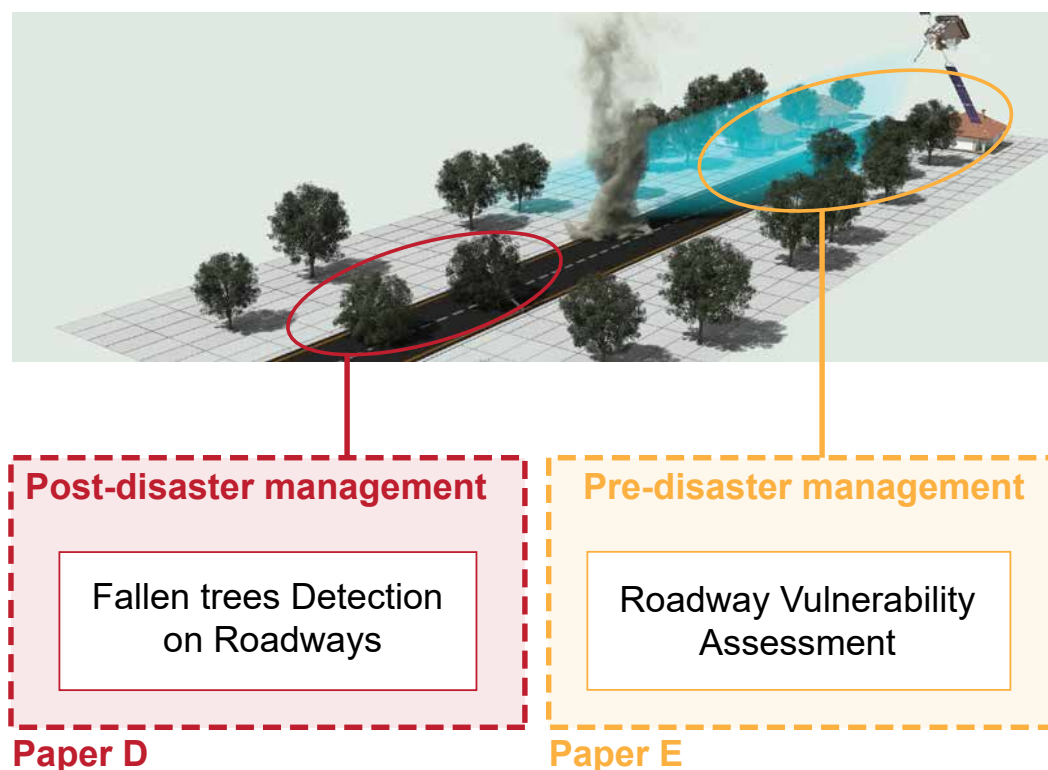 Post-disaster management
Fallen trees Detection
on Roadways
Paper D
Pre-disaster management
Roadway Vulnerability
Assessment
Paper E